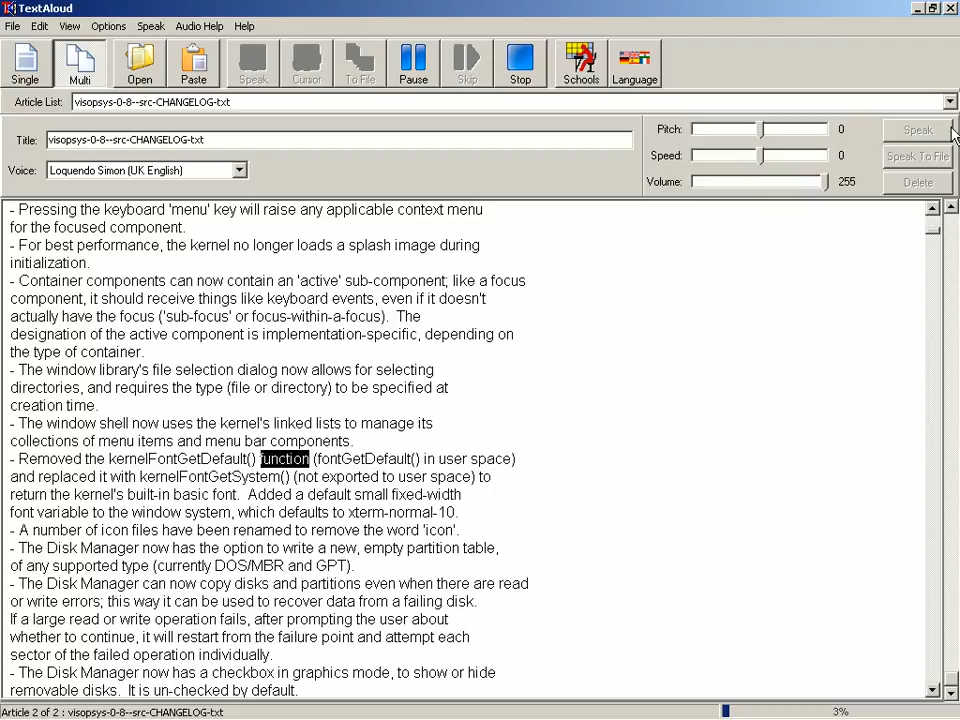 TextAloud
File Edit View Options Speak Audio Help Help
Single Multi Open Paste Speak Cursor To File Pause Skip Stop Schools Language
Article List: visopsys-0-8--src-CHANGELOG-txt
Title: visopsys-0-8--src-CHANGELOG-txt
Voice: Loquendo Simon (UK English)
Pitch: 0 Speak
Speed: 0 Speak To File
Volume: 255 Delete
- Pressing the keyboard 'menu' key will raise any applicable context menu
for the focused component.
- For best performance, the kernel no longer loads a splash image during
initialization.
- Container components can now contain an 'active' sub-component; like a focus
component, it should receive things like keyboard events, even if it doesn't
actually have the focus ('sub-focus' or focus-within-a-focus).  The
designation of the active component is implementation-specific, depending on
the type of container.
- The window library's file selection dialog now allows for selecting
directories, and requires the type (file or directory) to be specified at
creation time.
- The window shell now uses the kernel's linked lists to manage its
collections of menu items and menu bar components.
- Removed the kernelFontGetDefault() function (fontGetDefault() in user space)
and replaced it with kernelFontGetSystem() (not exported to user space) to
return the kernel's built-in basic font.  Added a default small fixed-width
font variable to the window system, which defaults to xterm-normal-10.
- A number of icon files have been renamed to remove the word 'icon'.
- The Disk Manager now has the option to write a new, empty partition table,
of any supported type (currently DOS/MBR and GPT).
- The Disk Manager can now copy disks and partitions even when there are read
or write errors; this way it can be used to recover data from a failing disk.
If a large read or write operation fails, after prompting the user about
whether to continue, it will restart from the failure point and attempt each
sector of the failed operation individually.
- The Disk Manager now has a checkbox in graphics mode, to show or hide
removable disks.  It is un-checked by default.
Article 2 of 2 : visopsys-0-8--src-CHANGELOG-txt 3%